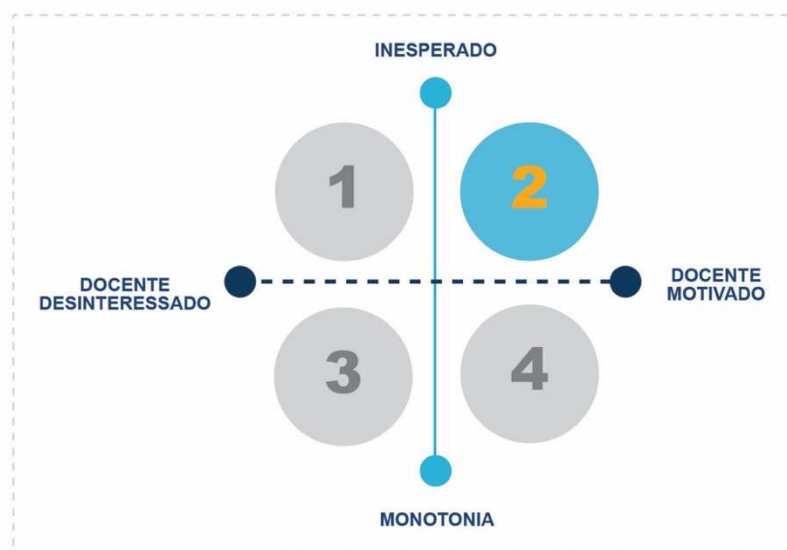 INESPERADO
1
2
DOCENTE
DESINTERESSADO
DOCENTE
MOTIVADO
3
4
MONOTONIA